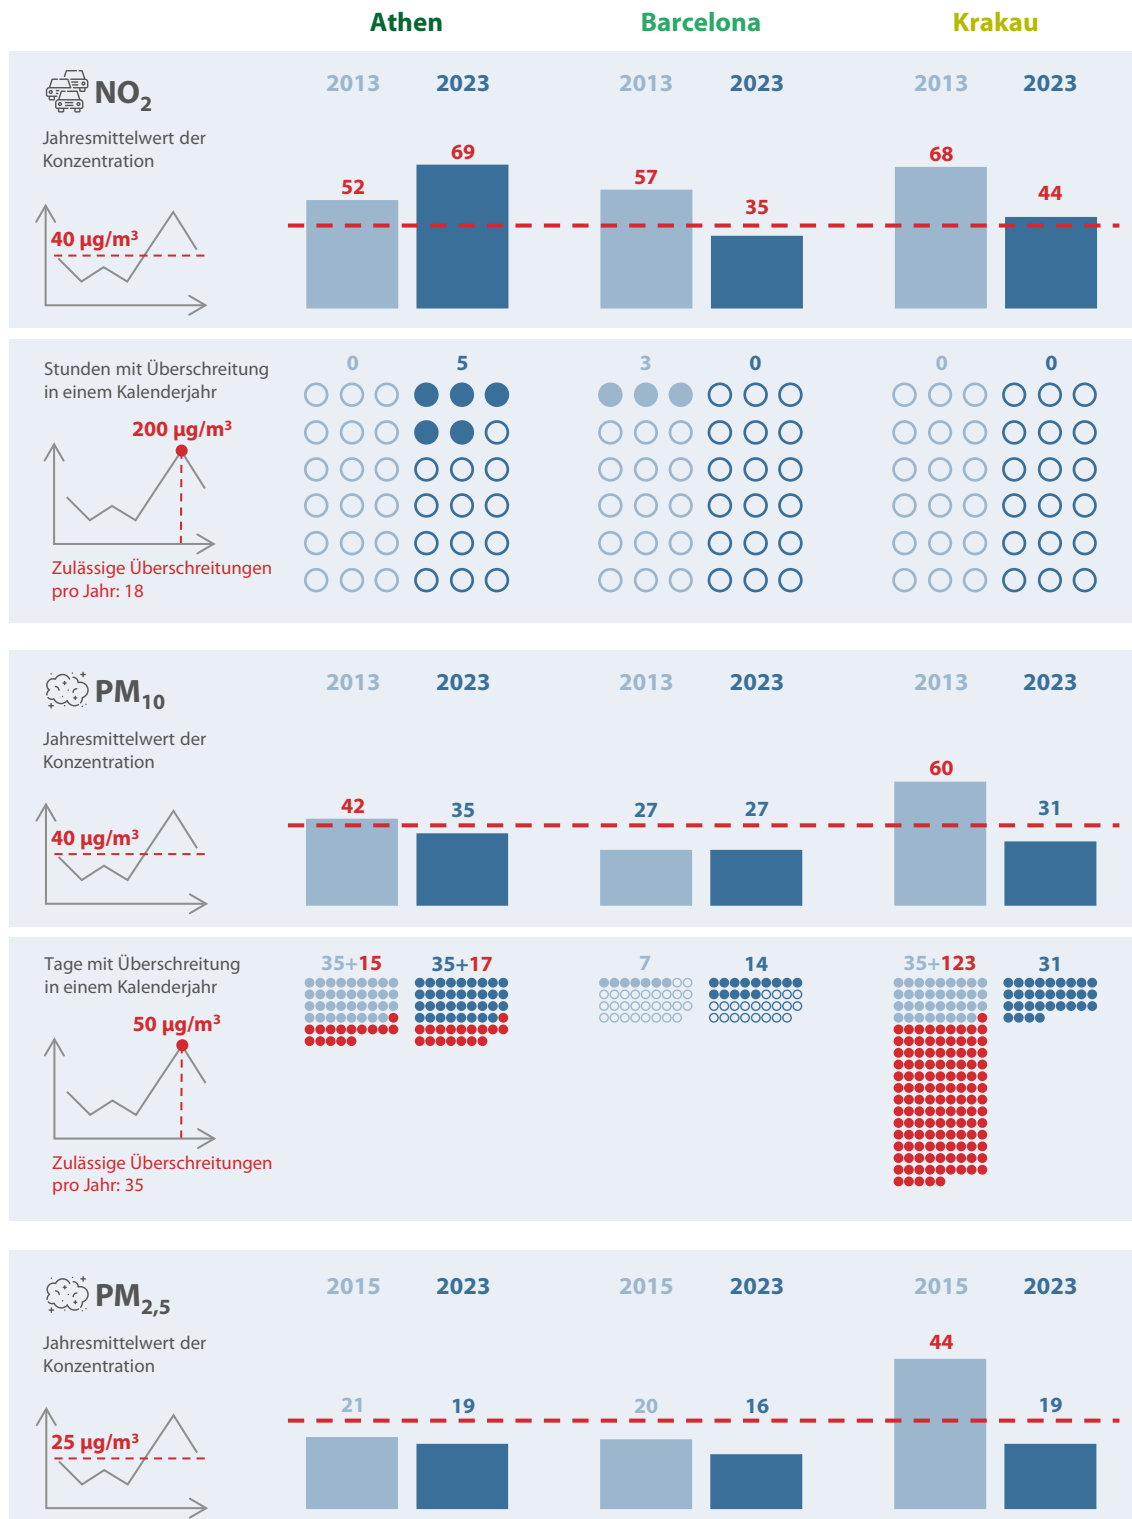 Athen Barcelona Krakau
NO2 2013 2023 2013 2023 2013 2023
Jahresmittelwert der
Konzentration
52 69 57 35 68 44
40 µg/m³
Stunden mit Überschreitung
in einem Kalenderjahr
0 5 3 0 0 0
200 µg/m³
Zulässige Überschreitungen
pro Jahr: 18
PM10 2013 2023 2013 2023 2013 2023
Jahresmittelwert der
Konzentration
42 35 27 27 60 31
40 µg/m³
Tage mit Überschreitung
in einem Kalenderjahr
35+15 35+17 7 14 35+123 31
50 µg/m³
Zulässige Überschreitungen
pro Jahr: 35
PM2,5 2015 2023 2015 2023 2015 2023
Jahresmittelwert der
Konzentration
21 19 20 16 44 19
25 µg/m³